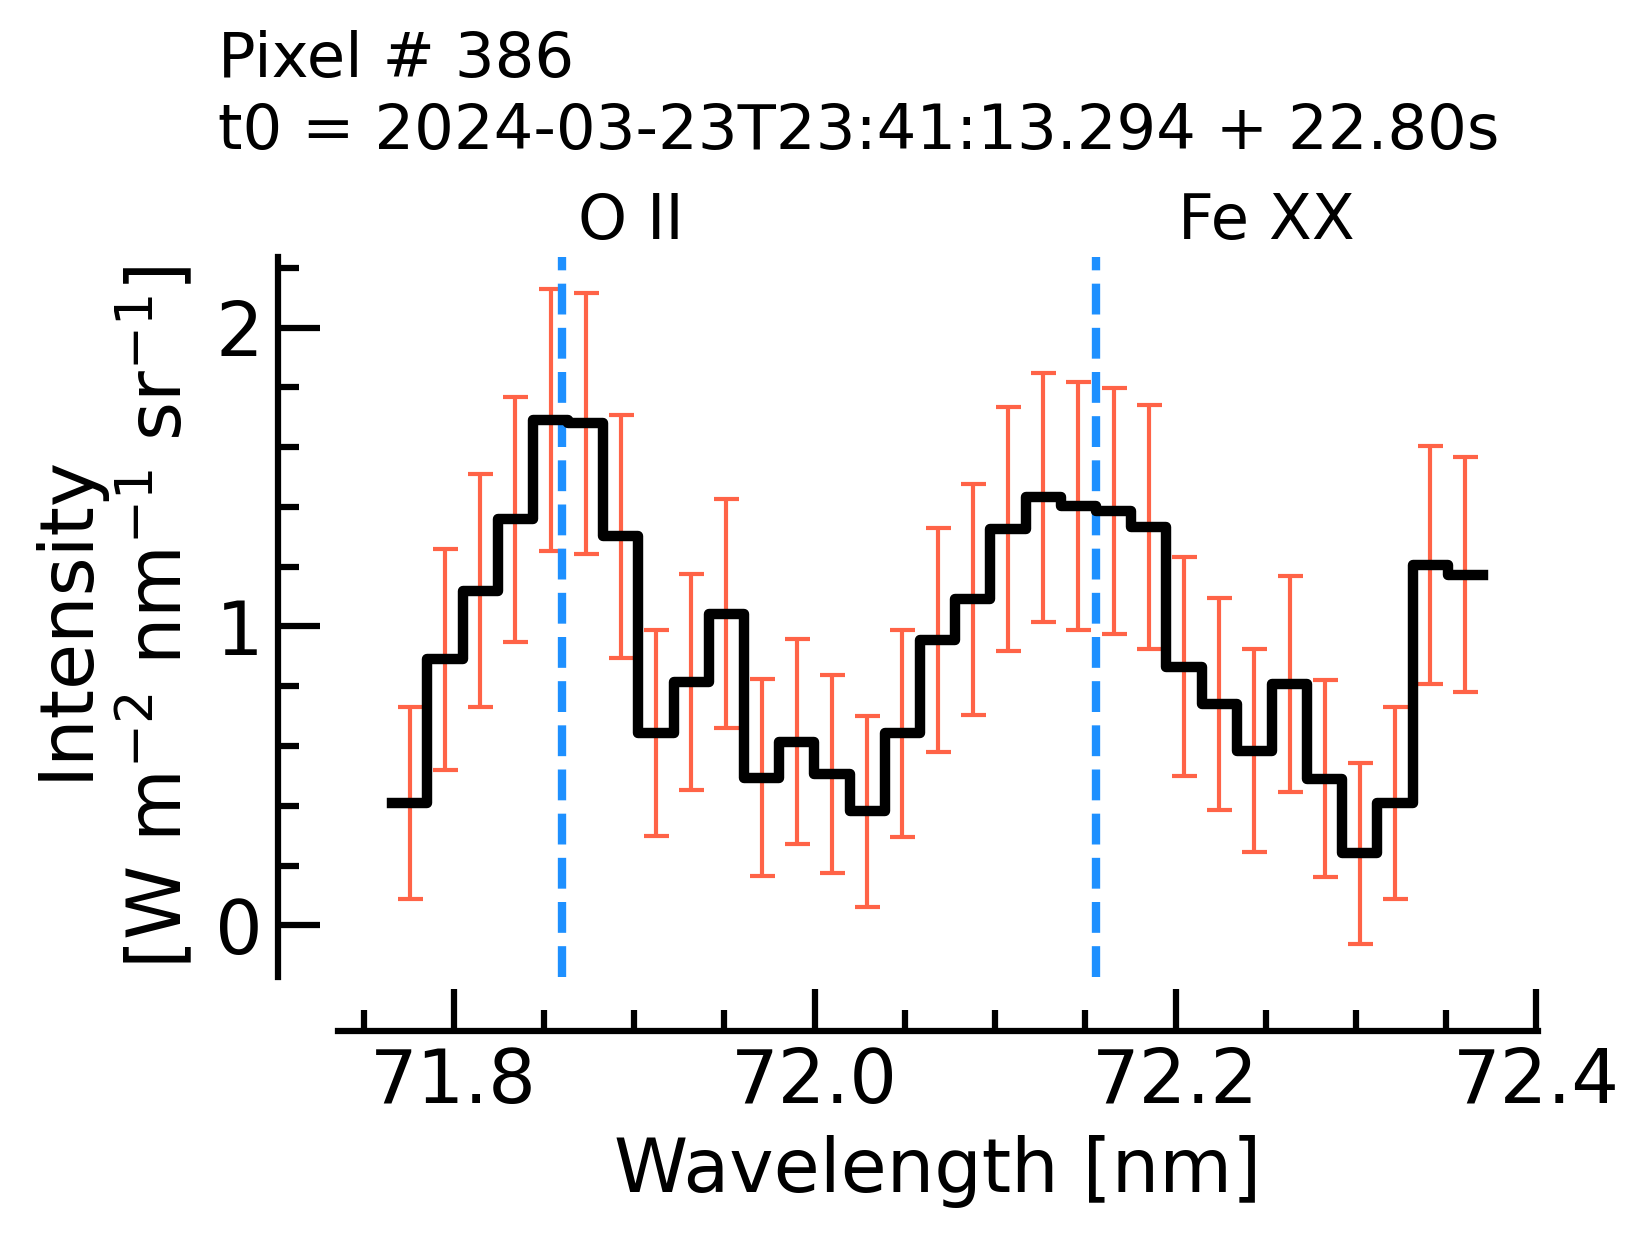 Pixel # 386
t0 = 2024-03-23T23:41:13.294 + 22.80s
O II
Fe XX
Intensity
[W m⁻² nm⁻¹ sr⁻¹]
2
1
0
71.8
72.0
72.2
72.4
Wavelength [nm]